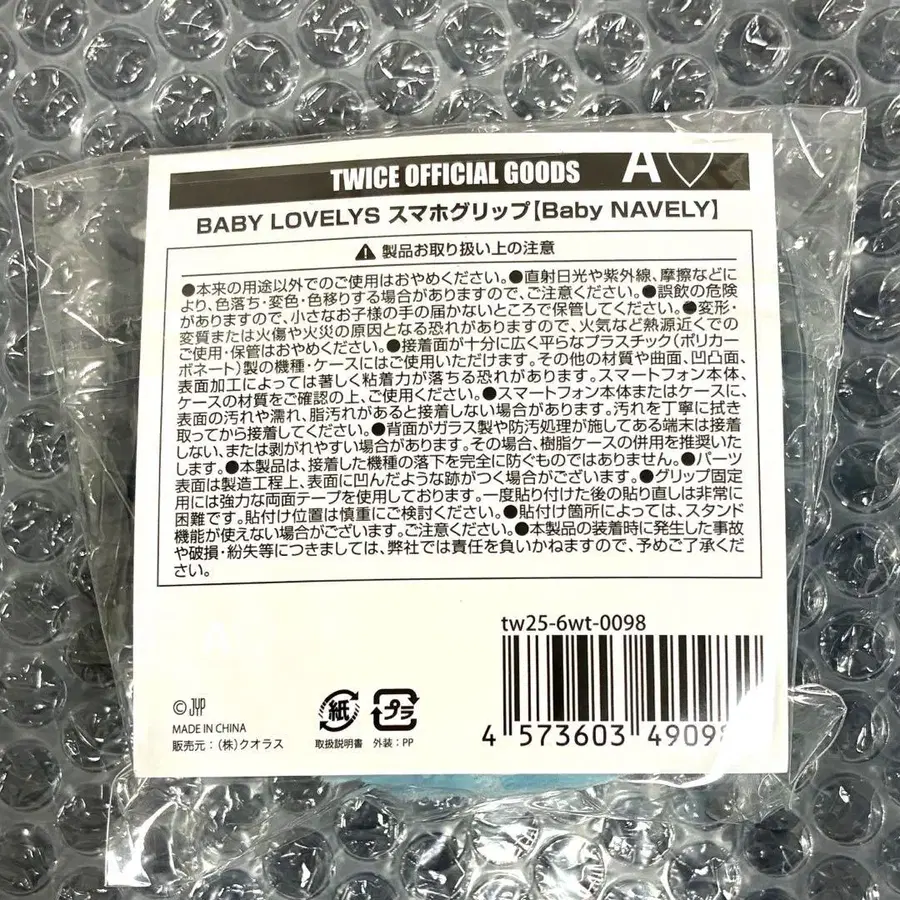 TWICE OFFICIAL GOODS A♡
BABY LOVELYS スマホグリップ【Baby NAVELY】
⚠ 製品お取り扱い上の注意
●本来の用途以外でのご使用はおやめください。●直射日光や紫外線、摩擦などに
より、色落ち・変色・色移りする場合がありますので、ご注意ください。●誤飲の危険
がありますので、小さなお子様の手の届かないところで保管してください。●変形・
変質または火傷や火災の原因となる恐れがありますので、火気など熱源近くでの
ご使用・保管はおやめください。●接着面が十分に広く平らなプラスチック(ポリカー
ボネート)製の機種・ケースにはご使用いただけます。その他の材質や曲面、凹凸面、
表面加工によっては著しく粘着力が落ちる恐れがあります。スマートフォン本体、
ケースの材質をご確認の上、ご使用ください。●スマートフォン本体またはケースに、
表面の汚れや濡れ、脂汚れがあると接着しない場合があります。汚れを丁寧に拭き
取ってから接着してください。●背面がガラス製や防汚処理が施してある端末は接着
しない、または剥がれやすい場合があります。その場合、樹脂ケースの併用を推奨いた
します。●本製品は、接着した機種の落下を完全に防ぐものではありません。●パーツ
表面は製造工程上、表面に凹んだような跡がつく場合がございます。●グリップ固定
用には強力な両面テープを使用しております。一度貼り付けた後の貼り直しは非常に
困難です。貼付け位置は慎重にご検討ください。●貼付け箇所によっては、スタンド
機能が使えない場合がございます。ご注意ください。●本製品の装着時に発生した事故
や破損・紛失等につきましては、弊社では責任を負いかねますので、予めご了承くだ
さい。
tw25-6wt-0098
4 573603 49098
© JYP
MADE IN CHINA
販売元：(株)クオラス
紙
取扱説明書
プラ
外装：PP